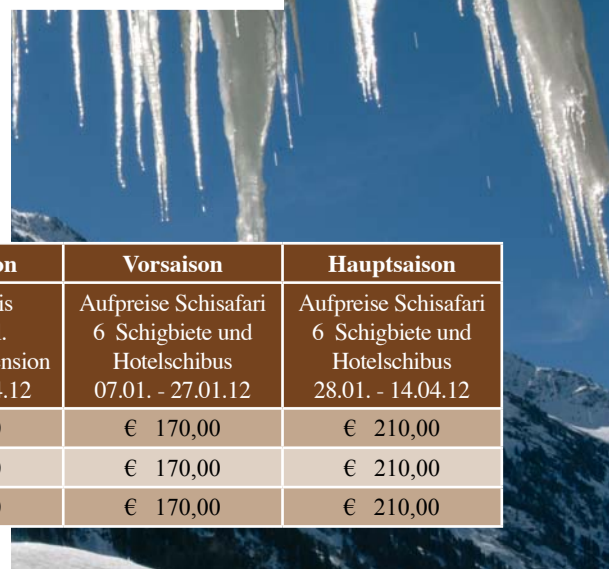 Vorsaison Hauptsaison
Aufpreise Schisafari Aufpreise Schisafari
6 Schigbiete und 6 Schigbiete und
Hotelschibus Hotelschibus
07.01. - 27.01.12 28.01. - 14.04.12
€ 170,00 € 210,00
€ 170,00 € 210,00
€ 170,00 € 210,00